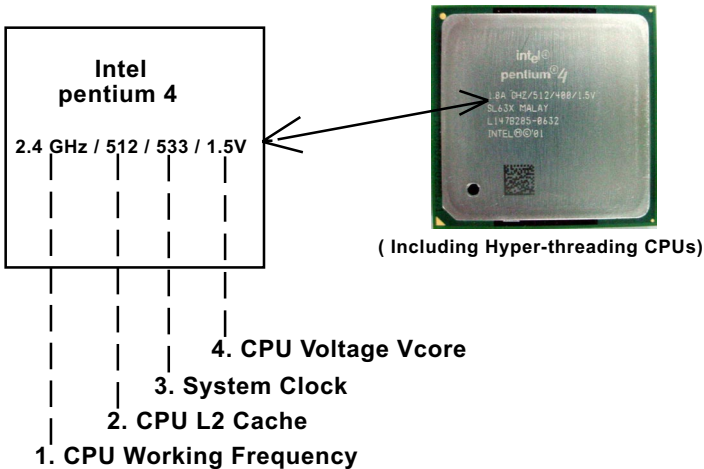 Intel
pentium 4
2.4 GHz / 512 / 533 / 1.5V
intel®
pentium® 4
1.8A GHZ/512/400/1.5V
SL63X MALAY
L147B285-0632
INTEL®©'01
( Including Hyper-threading CPUs)
4. CPU Voltage Vcore
3. System Clock
2. CPU L2 Cache
1. CPU Working Frequency